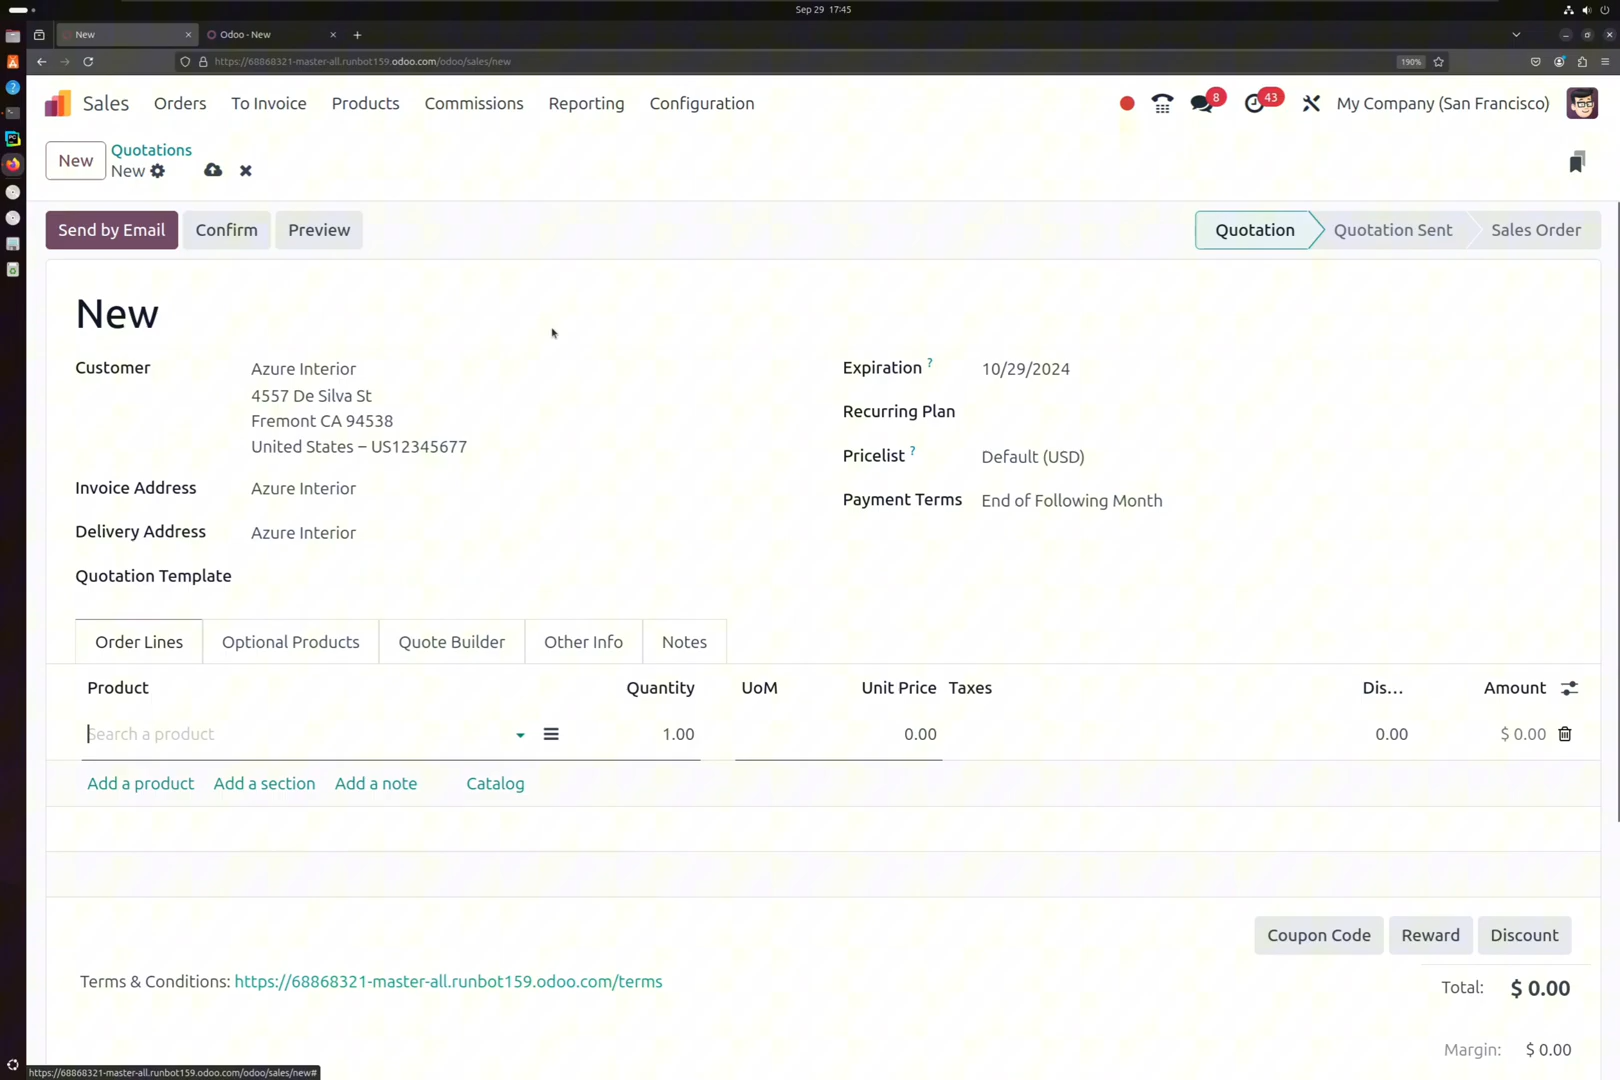 Sep 29 17:45
New
Odoo - New
https://68868321-master-all.runbot159.odoo.com/odoo/sales/new
190%
Sales Orders To Invoice Products Commissions Reporting Configuration
8
43
My Company (San Francisco)
New
Quotations
New
Send by Email
Confirm
Preview
Quotation
Quotation Sent
Sales Order
New
Customer
Azure Interior
4557 De Silva St
Fremont CA 94538
United States – US12345677
Invoice Address
Azure Interior
Delivery Address
Azure Interior
Quotation Template
Expiration ?
10/29/2024
Recurring Plan
Pricelist ?
Default (USD)
Payment Terms
End of Following Month
Order Lines
Optional Products
Quote Builder
Other Info
Notes
Product Quantity UoM Unit Price Taxes Dis... Amount
Search a product 1.00 0.00 0.00 $ 0.00
Add a product Add a section Add a note Catalog
Coupon Code
Reward
Discount
Terms & Conditions: https://68868321-master-all.runbot159.odoo.com/terms
Total: $ 0.00
Margin: $ 0.00
https://68868321-master-all.runbot159.odoo.com/odoo/sales/new#